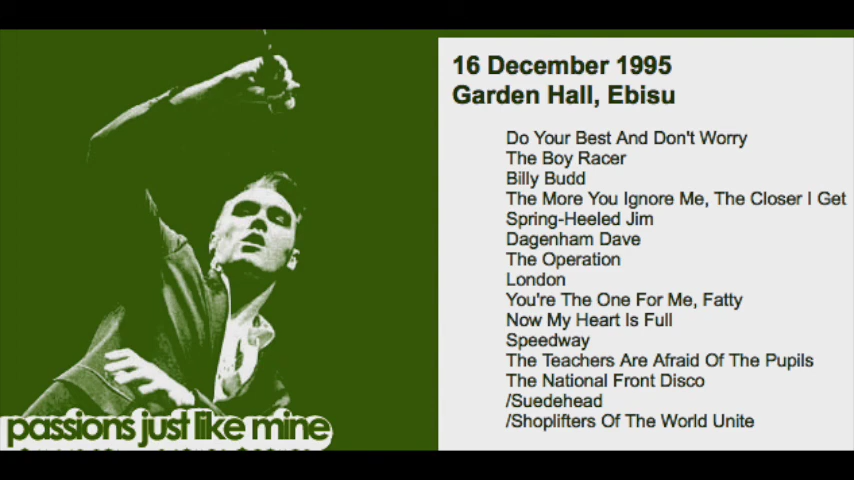 16 December 1995
Garden Hall, Ebisu
Do Your Best And Don't Worry
The Boy Racer
Billy Budd
The More You Ignore Me, The Closer I Get
Spring-Heeled Jim
Dagenham Dave
The Operation
London
You're The One For Me, Fatty
Now My Heart Is Full
Speedway
The Teachers Are Afraid Of The Pupils
The National Front Disco
/Suedehead
/Shoplifters Of The World Unite
passions just like mine